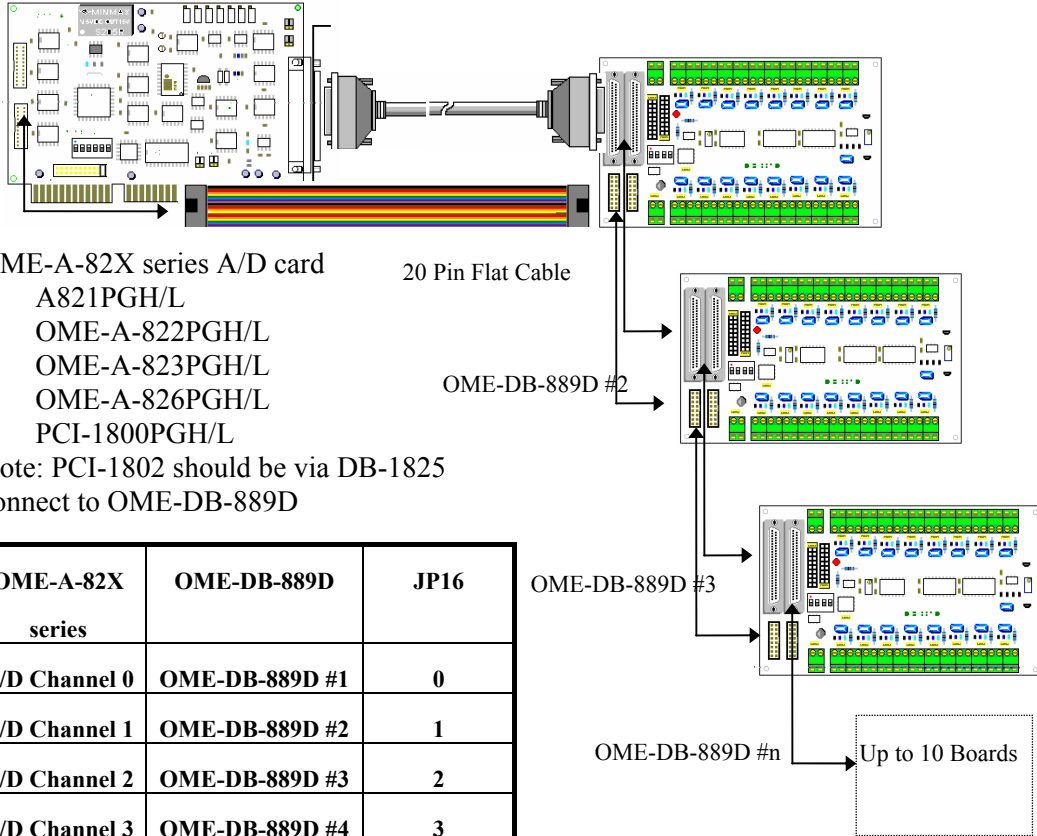 ME-A-82X series A/D card
20 Pin Flat Cable
A821PGH/L
OME-A-822PGH/L
OME-A-823PGH/L
OME-A-826PGH/L
PCI-1800PGH/L
OME-DB-889D #2
ote: PCI-1802 should be via DB-1825
onnect to OME-DB-889D
OME-DB-889D #3
OME-A-82X series OME-DB-889D JP16
/D Channel 0 OME-DB-889D #1 0
/D Channel 1 OME-DB-889D #2 1
/D Channel 2 OME-DB-889D #3 2
/D Channel 3 OME-DB-889D #4 3
OME-DB-889D #n
Up to 10 Boards